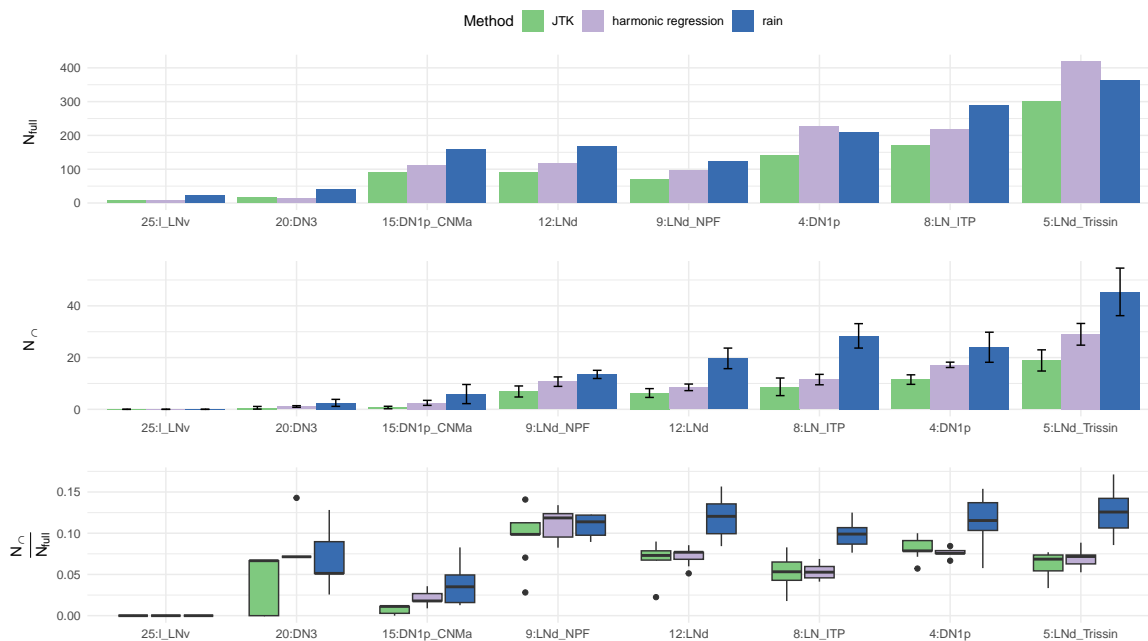 Method JTK harmonic regression rain
400
300
200
100
0
N_full
25:l_LNv 20:DN3 15:DN1p_CNMa 12:LNd 9:LNd_NPF 4:DN1p 8:LN_ITP 5:LNd_Trissin
40
20
0
N_∩
25:l_LNv 20:DN3 15:DN1p_CNMa 9:LNd_NPF 12:LNd 8:LN_ITP 4:DN1p 5:LNd_Trissin
0.15
0.10
0.05
0.00
N_∩
N_full
25:l_LNv 20:DN3 15:DN1p_CNMa 9:LNd_NPF 12:LNd 8:LN_ITP 4:DN1p 5:LNd_Trissin